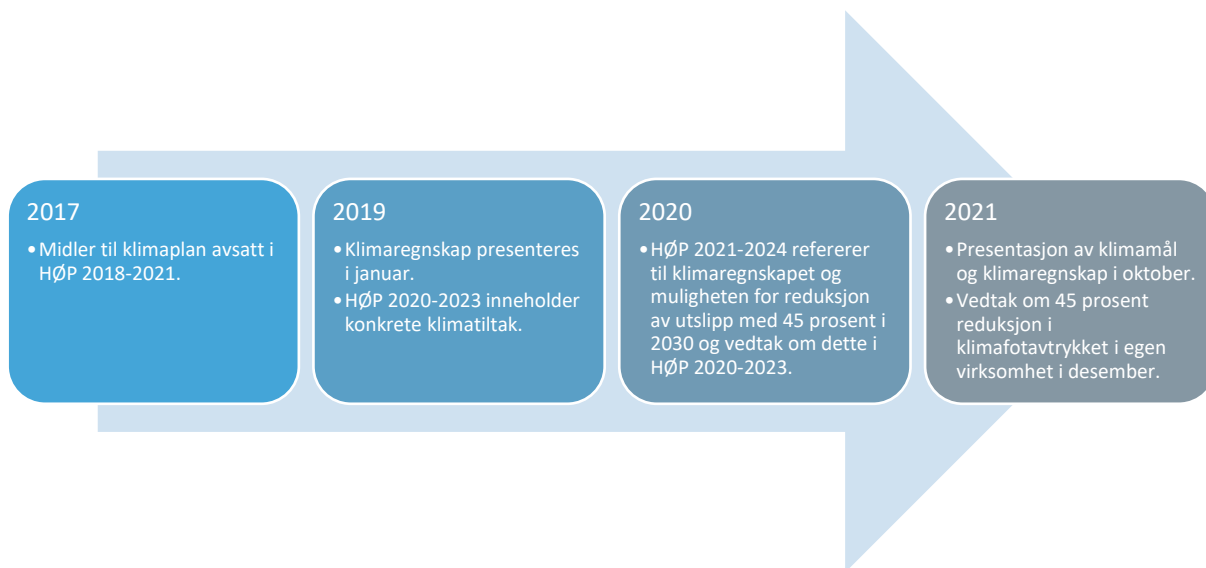 2017
•Midler til klimaplan avsatt i
HØP 2018-2021.
2019
•Klimaregnskap presenteres
i januar.
•HØP 2020-2023 inneholder
konkrete klimatiltak.
2020
•HØP 2021-2024 refererer
til klimaregnskapet og
muligheten for reduksjon
av utslipp med 45 prosent i
2030 og vedtak om dette i
HØP 2020-2023.
2021
•Presentasjon av klimamål
og klimaregnskap i oktober.
•Vedtak om 45 prosent
reduksjon i
klimafotavtrykket i egen
virksomhet i desember.